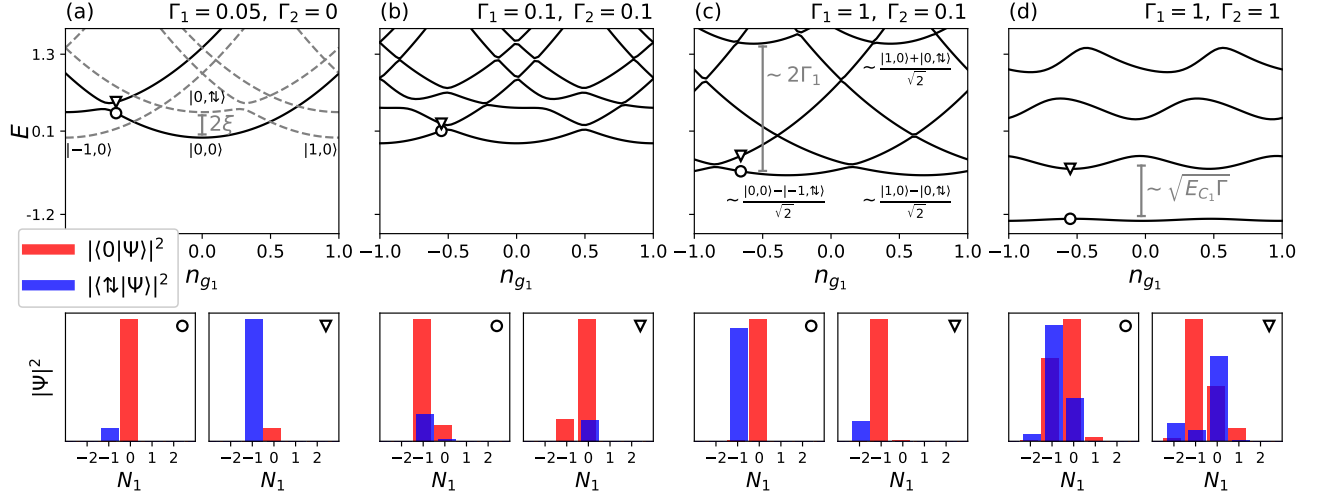 (a) Γ₁ = 0.05, Γ₂ = 0
(b) Γ₁ = 0.1, Γ₂ = 0.1
(c) Γ₁ = 1, Γ₂ = 0.1
(d) Γ₁ = 1, Γ₂ = 1
E
1.3
0.1
-1.2
|0,⇅⟩
2ξ
|−1,0⟩ |0,0⟩ |1,0⟩
~ 2Γ₁
~ |1,0⟩+|0,⇅⟩ / √2
~ |0,0⟩−|−1,⇅⟩ / √2
~ |1,0⟩−|0,⇅⟩ / √2
~ √E_C₁Γ
0.0 0.5 1.0
−1.0 −0.5 0.0 0.5 1.0
−1.0 −0.5 0.0 0.5 1.0
−1.0 −0.5 0.0 0.5 1.0
n_g₁ n_g₁ n_g₁ n_g₁
|⟨0|Ψ⟩|²
|⟨⇅|Ψ⟩|²
|Ψ|²
−2 −1 0 1 2
−2 −1 0 1 2
−2 −1 0 1 2
−2 −1 0 1 2
−2 −1 0 1 2
−2 −1 0 1 2
−2 −1 0 1 2
−2 −1 0 1 2
N₁ N₁ N₁ N₁ N₁ N₁ N₁ N₁